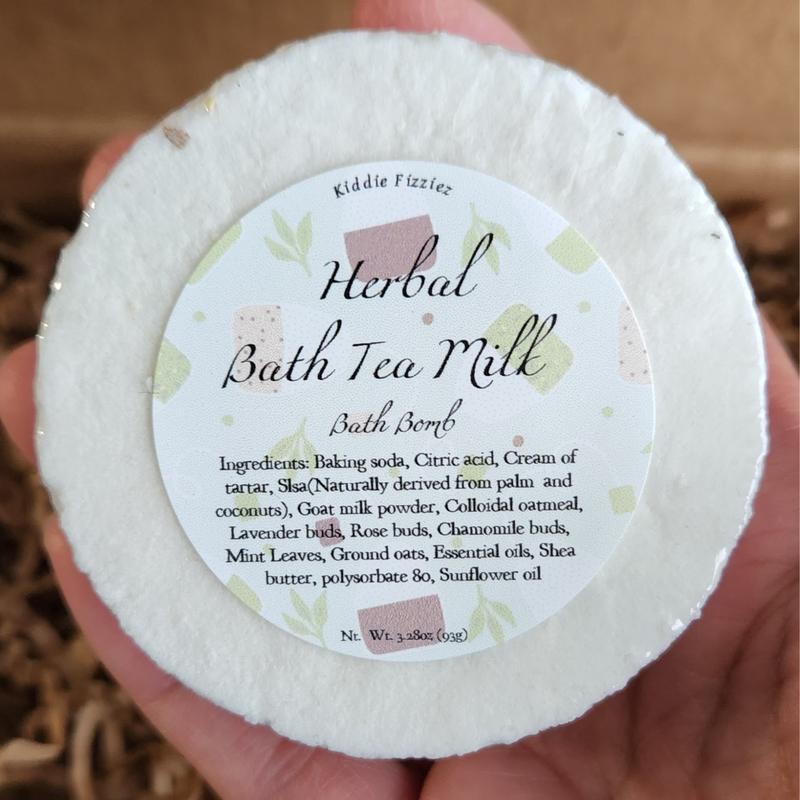 Kiddie Fizziez
Herbal
Bath Tea Milk
Bath Bomb
Ingredients: Baking soda, Citric acid, Cream of
tartar, Slsa(Naturally derived from palm and
coconuts), Goat milk powder, Colloidal oatmeal,
Lavender buds, Rose buds, Chamomile buds,
Mint Leaves, Ground oats, Essential oils, Shea
butter, polysorbate 80, Sunflower oil
Nt. Wt. 3.28oz (93g)